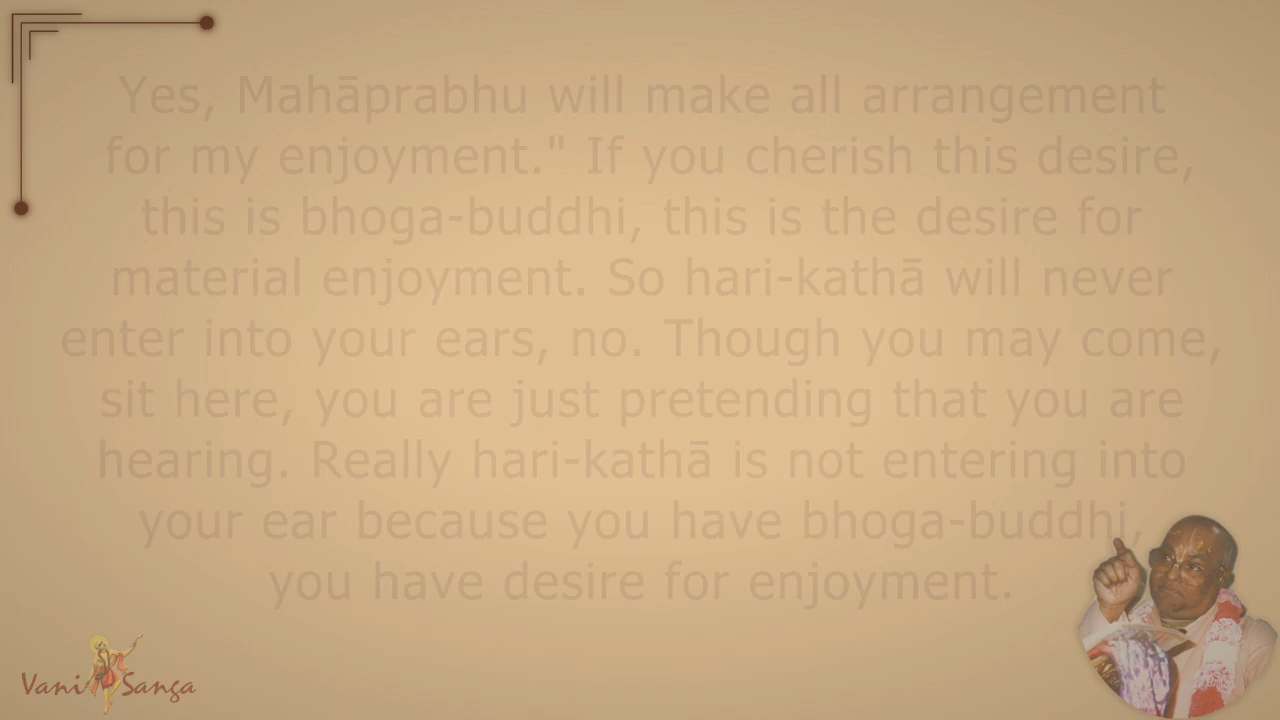 Yes, Mahāprabhu will make all arrangement
for my enjoyment." If you cherish this desire,
this is bhoga-buddhi, this is the desire for
material enjoyment. So hari-kathā will never
enter into your ears, no. Though you may come,
sit here, you are just pretending that you are
hearing. Really hari-kathā is not entering into
your ear because you have bhoga-buddhi,
you have desire for enjoyment.
Vani Sanga